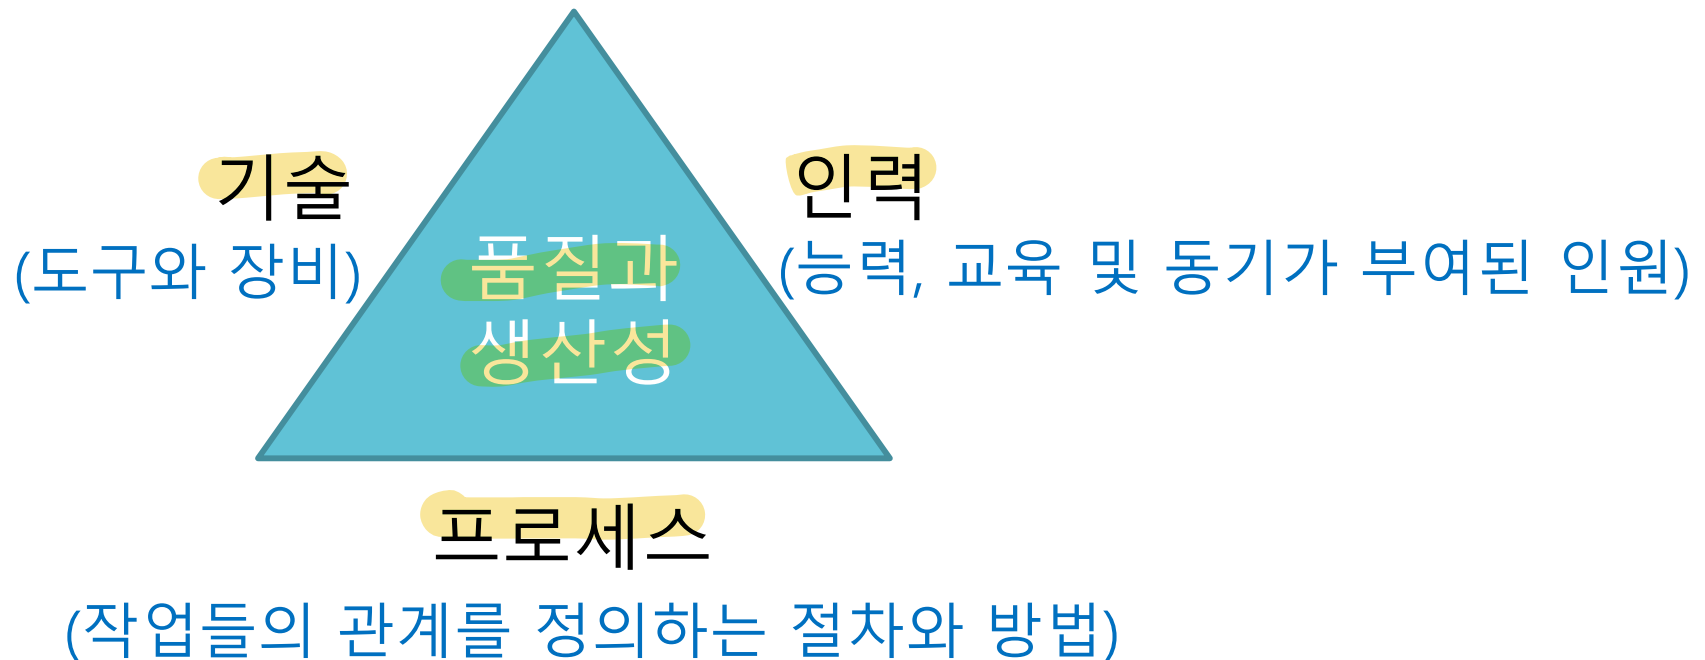 기술
(도구와 장비)
인력
(능력, 교육 및 동기가 부여된 인원)
품질과
생산성
프로세스
(작업들의 관계를 정의하는 절차와 방법)